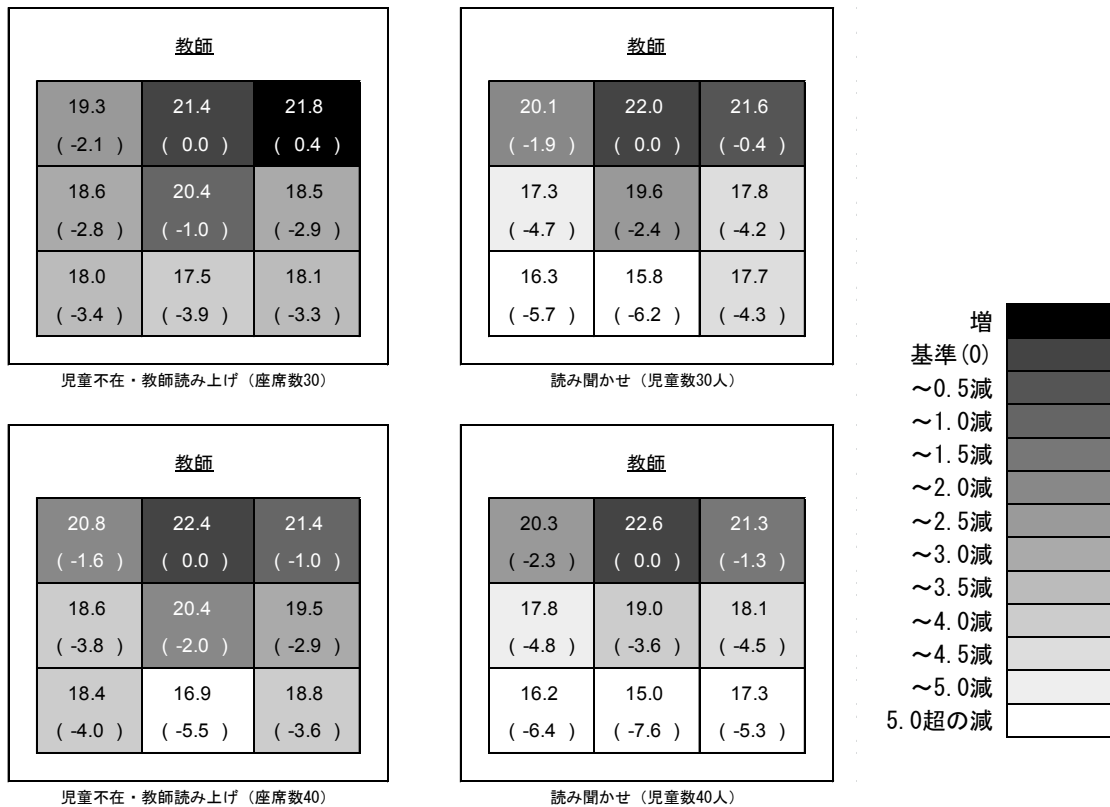 教師
19.3 21.4 21.8
( -2.1 ) ( 0.0 ) ( 0.4 )
18.6 20.4 18.5
( -2.8 ) ( -1.0 ) ( -2.9 )
18.0 17.5 18.1
( -3.4 ) ( -3.9 ) ( -3.3 )
児童不在・教師読み上げ（座席数30）
教師
20.1 22.0 21.6
( -1.9 ) ( 0.0 ) ( -0.4 )
17.3 19.6 17.8
( -4.7 ) ( -2.4 ) ( -4.2 )
16.3 15.8 17.7
( -5.7 ) ( -6.2 ) ( -4.3 )
読み聞かせ（児童数30人）
教師
20.8 22.4 21.4
( -1.6 ) ( 0.0 ) ( -1.0 )
18.6 20.4 19.5
( -3.8 ) ( -2.0 ) ( -2.9 )
18.4 16.9 18.8
( -4.0 ) ( -5.5 ) ( -3.6 )
児童不在・教師読み上げ（座席数40）
教師
20.3 22.6 21.3
( -2.3 ) ( 0.0 ) ( -1.3 )
17.8 19.0 18.1
( -4.8 ) ( -3.6 ) ( -4.5 )
16.2 15.0 17.3
( -6.4 ) ( -7.6 ) ( -5.3 )
読み聞かせ（児童数40人）
増
基準(0)
～0.5減
～1.0減
～1.5減
～2.0減
～2.5減
～3.0減
～3.5減
～4.0減
～4.5減
～5.0減
5.0超の減